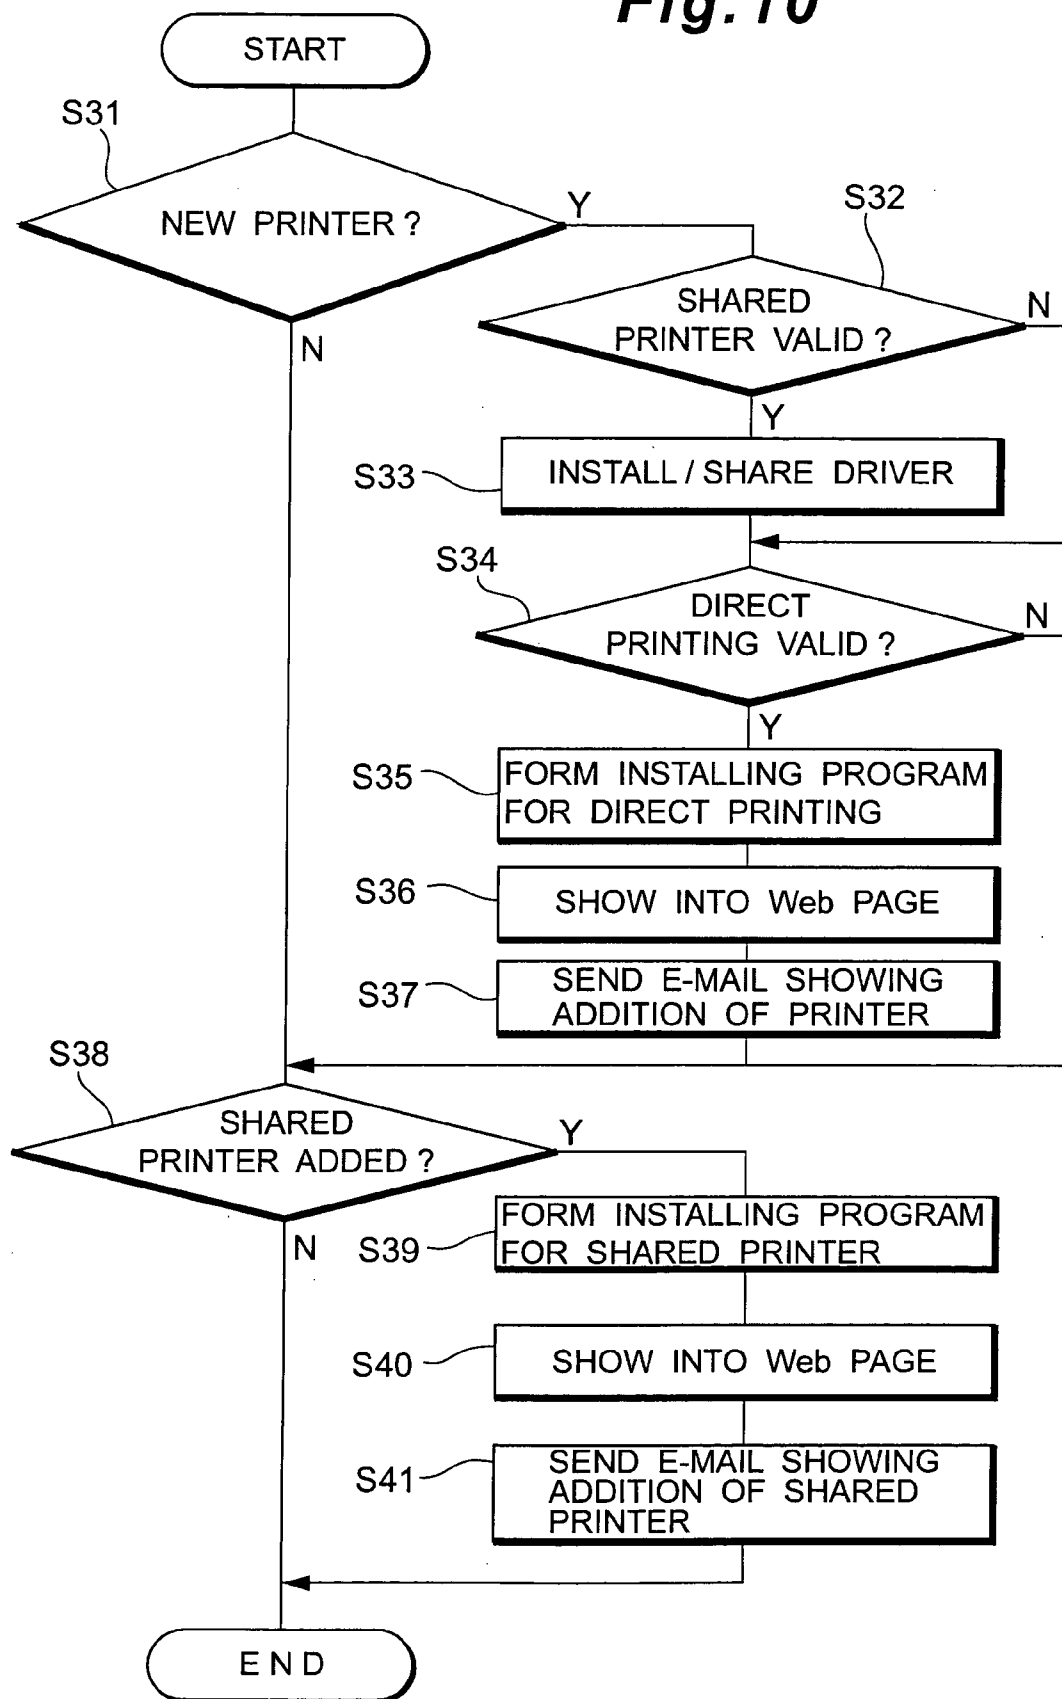 Fig.10
START
S31
NEW PRINTER?
Y
N
S32
SHARED
PRINTER VALID?
N
Y
S33
INSTALL/SHARE DRIVER
S34
DIRECT
PRINTING VALID?
N
Y
S35
FORM INSTALLING PROGRAM
FOR DIRECT PRINTING
S36
SHOW INTO Web PAGE
S37
SEND E-MAIL SHOWING
ADDITION OF PRINTER
S38
SHARED
PRINTER ADDED?
Y
N
S39
FORM INSTALLING PROGRAM
FOR SHARED PRINTER
S40
SHOW INTO Web PAGE
S41
SEND E-MAIL SHOWING
ADDITION OF SHARED
PRINTER
END